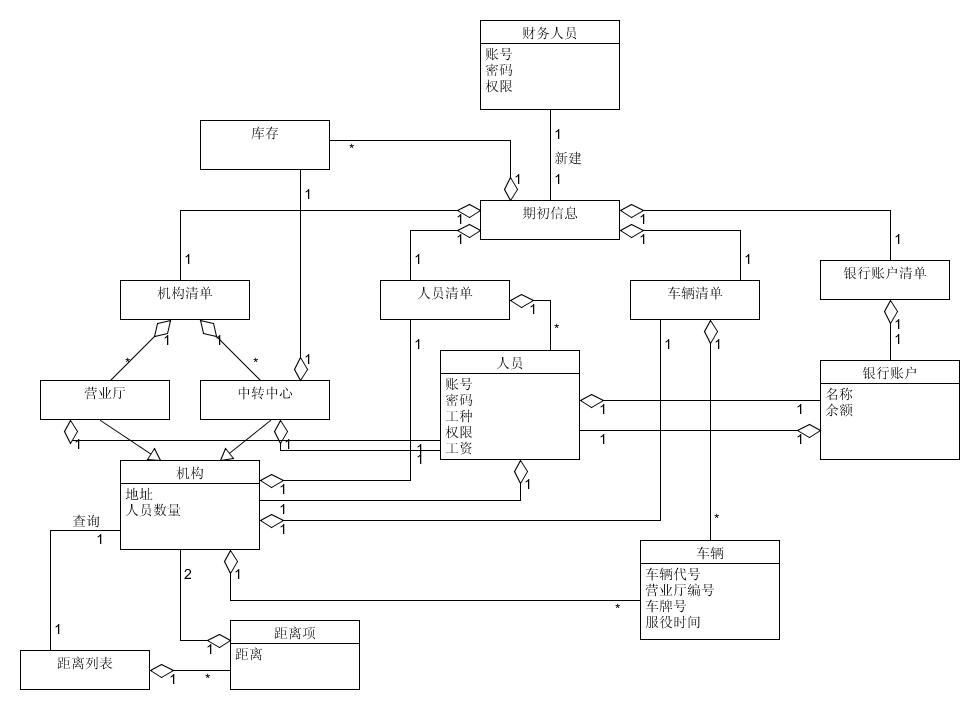 财务人员
账号
密码
权限
库存
1
*
新建
1
1
1
期初信息
1
1
1
1
1
1
1
1
1
机构清单
人员清单
车辆清单
银行账户清单
1
1
1
*
1
1
1
1
*
*
1
营业厅
中转中心
人员
账号
密码
工种
权限
工资
银行账户
名称
余额
1
1
1
1
1
1
1
1
机构
地址
人员数量
1
1
1
1
*
查询
1
车辆
车辆代号
营业厅编号
车牌号
服役时间
2
1
*
1
距离项
距离
1
距离列表
1
*